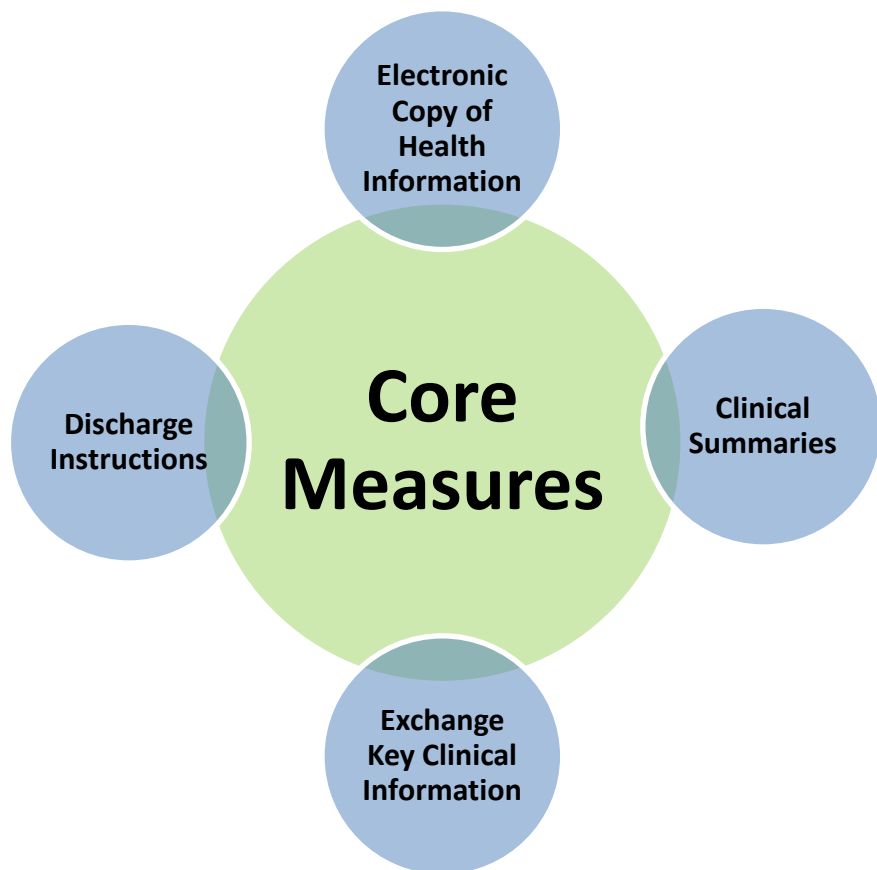 Electronic
Copy of
Health
Information
Core
Measures
Discharge
Instructions
Clinical
Summaries
Exchange
Key Clinical
Information